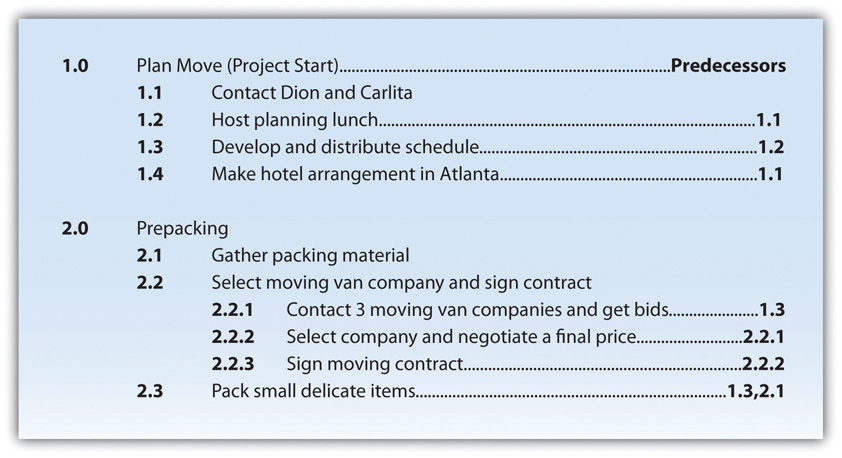 1.0 Plan Move (Project Start)........................................................................Predecessors
1.1 Contact Dion and Carlita
1.2 Host planning lunch..................................................................................1.1
1.3 Develop and distribute schedule............................................................1.2
1.4 Make hotel arrangement in Atlanta........................................................1.1
2.0 Prepacking
2.1 Gather packing material
2.2 Select moving van company and sign contract
2.2.1 Contact 3 moving van companies and get bids....................1.3
2.2.2 Select company and negotiate a final price.......................2.2.1
2.2.3 Sign moving contract.............................................................2.2.2
2.3 Pack small delicate items....................................................................1.3,2.1